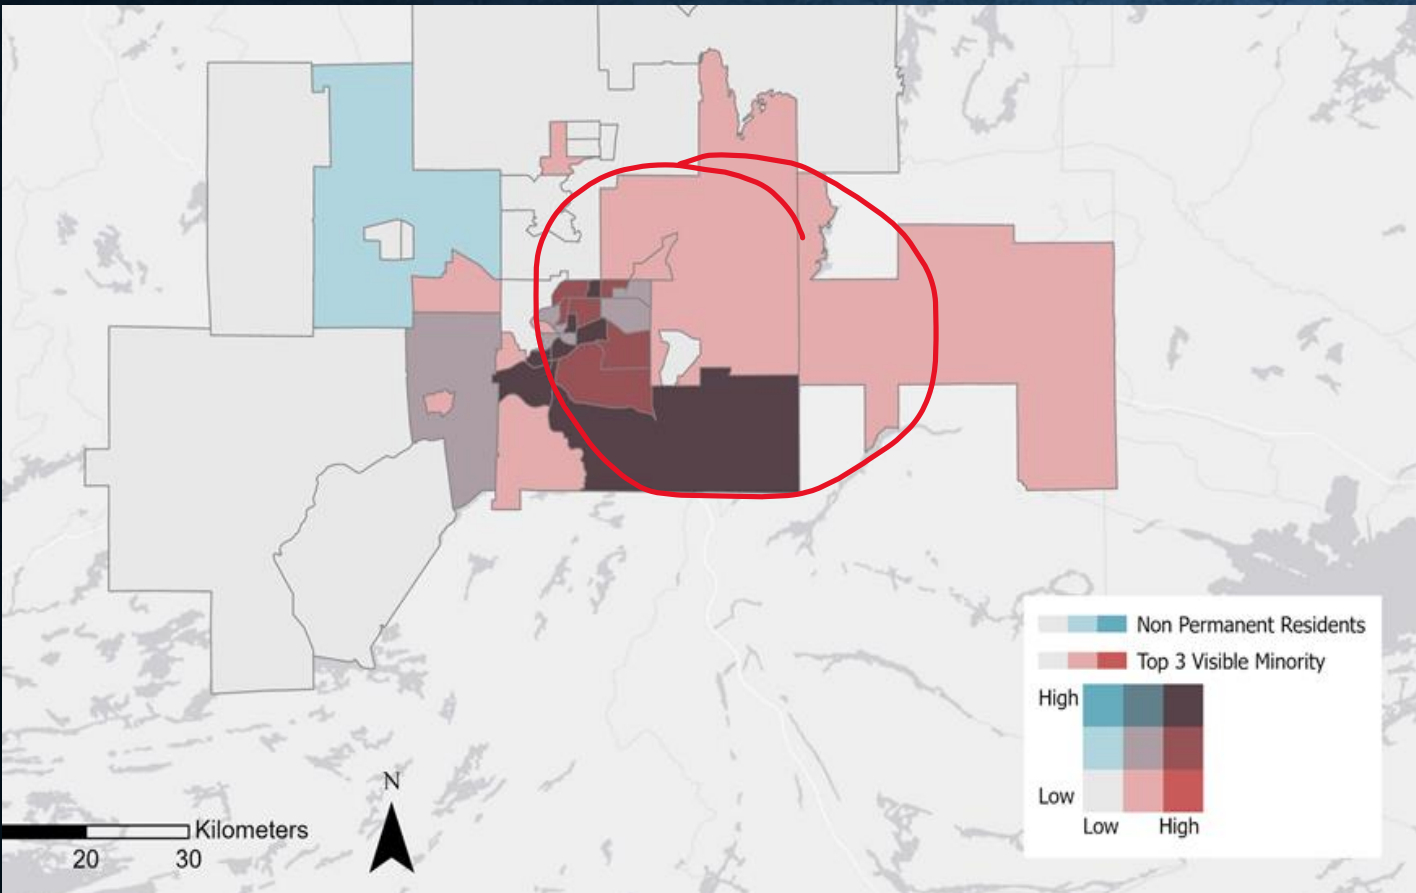 Non Permanent Residents
Top 3 Visible Minority
High
Low
Low High
N
Kilometers
20 30